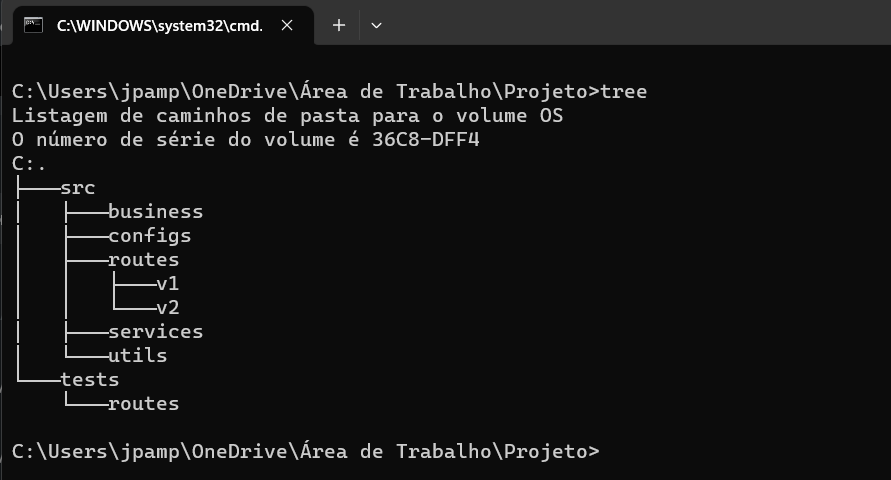 C:\WINDOWS\system32\cmd.
C:\Users\jpamp\OneDrive\Área de Trabalho\Projeto>tree
Listagem de caminhos de pasta para o volume OS
O número de série do volume é 36C8-DFF4
C:.
├───src
│   ├───business
│   ├───configs
│   ├───routes
│   │   ├───v1
│   │   └───v2
│   ├───services
│   └───utils
└───tests
    └───routes
C:\Users\jpamp\OneDrive\Área de Trabalho\Projeto>